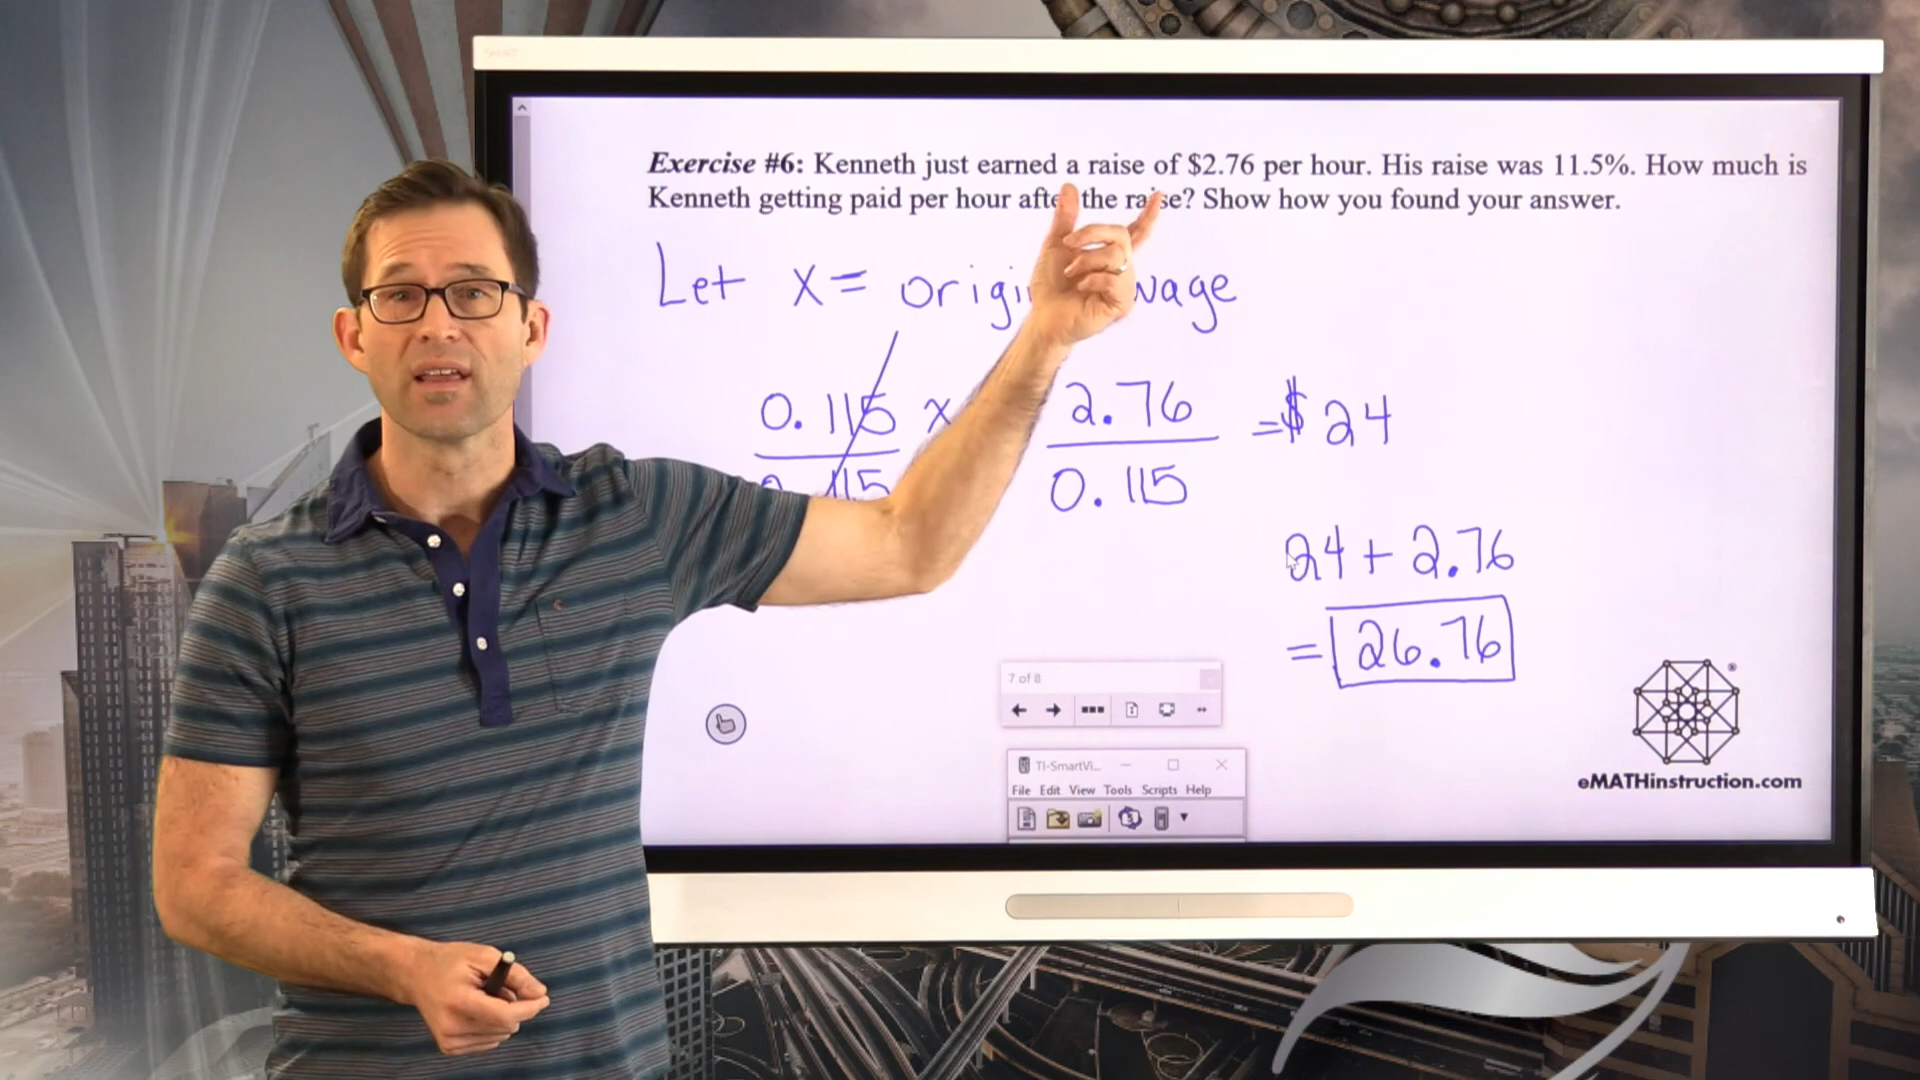 SMART
Exercise #6: Kenneth just earned a raise of $2.76 per hour. His raise was 11.5%. How much is
Kenneth getting paid per hour the raise? Show how you found your answer.
Let x = wage
0.115 x 2.76 = $ 24
0.115
24 + 2.76
= 26.76
7 of 8
TI-SmartVi...
File Edit View Tools Scripts Help
eMATHinstruction.com